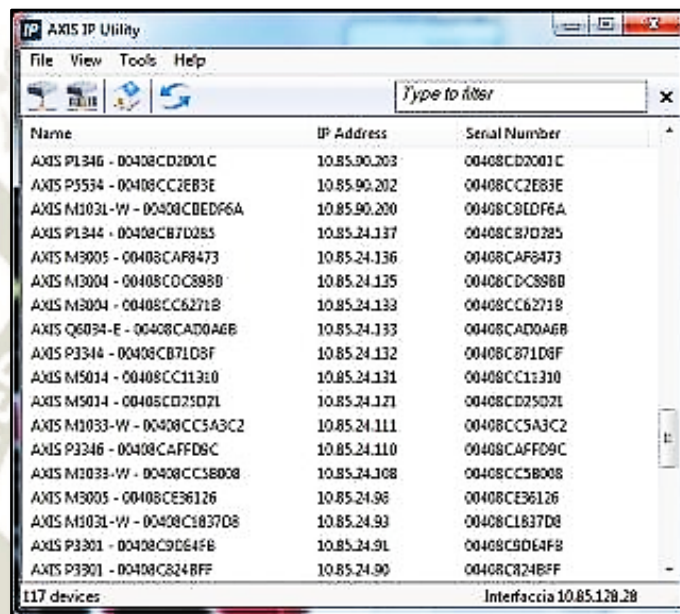 AXIS IP Utility
File View Tools Help
Type to filter
Name IP Address Serial Number
AXIS P1346 - 00408CD2001C 10.85.90.203 00408CD2001C
AXIS P5534 - 00408CC2EB3E 10.85.90.202 00408CC2EB3E
AXIS M1031-W - 00408CBEDF6A 10.85.90.200 00408CBEDF6A
AXIS P1344 - 00408CB7D285 10.85.24.137 00408CB7D285
AXIS M3005 - 00408CAF8473 10.85.24.136 00408CAF8473
AXIS M3004 - 00408CDC898B 10.85.24.135 00408CDC898B
AXIS M3004 - 00408CC6271B 10.85.24.133 00408CC6271B
AXIS Q6034-E - 00408CAD0A6B 10.85.24.133 00408CAD0A6B
AXIS P3344 - 00408CB71D8F 10.85.24.132 00408CB71D8F
AXIS M5014 - 00408CC11310 10.85.24.131 00408CC11310
AXIS M5014 - 00408CD25D21 10.85.24.121 00408CD25D21
AXIS M1033-W - 00408CC5A3C2 10.85.24.111 00408CC5A3C2
AXIS P3346 - 00408CAFFD9C 10.85.24.110 00408CAFFD9C
AXIS M1033-W - 00408CC5B008 10.85.24.108 00408CC5B008
AXIS M3005 - 00408CE36126 10.85.24.98 00408CE36126
AXIS M1031-W - 00408C1837D8 10.85.24.93 00408C1837D8
AXIS P3301 - 00408C9DE4FB 10.85.24.91 00408C9DE4FB
AXIS P3301 - 00408C824BFF 10.85.24.90 00408C824BFF
117 devices Interfaccia 10.85.128.28